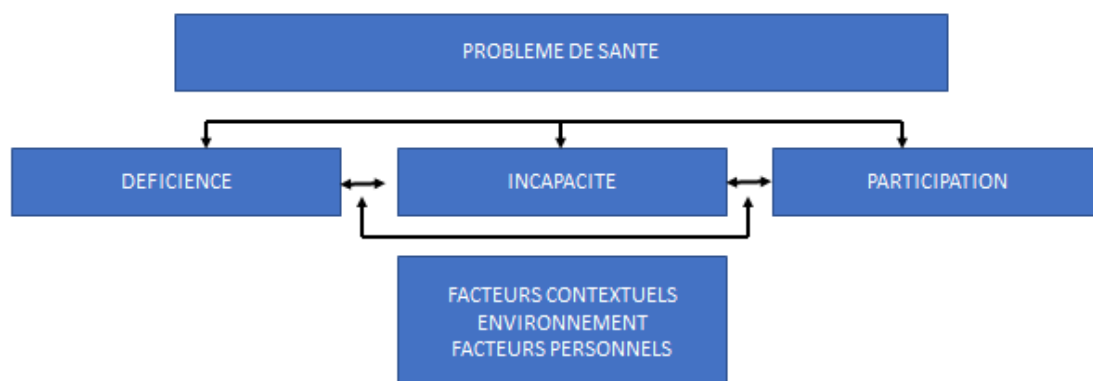 PROBLEME DE SANTE
DEFICIENCE
INCAPACITE
PARTICIPATION
FACTEURS CONTEXTUELS
ENVIRONNEMENT
FACTEURS PERSONNELS